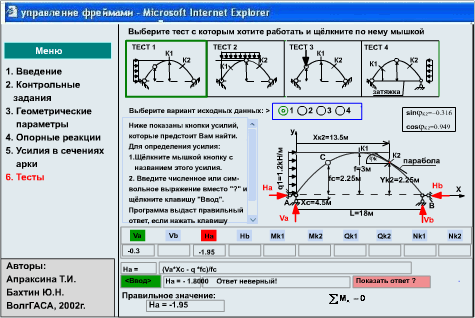 управление фреймами - Microsoft Internet Explorer
Меню
1. Введение
2. Контрольные
задания
3. Геометрические
параметры
4. Опорные реакции
5. Усилия в сечениях
арки
6. Тесты
Авторы:
Апраксина Т.И.
Бахтин Ю.Н.
ВолгГАСА, 2002г.
Выберите тест с которым хотите работать и щёлкните по нему мышкой
ТЕСТ 1
ТЕСТ 2
ТЕСТ 3
ТЕСТ 4
K1
K2
K1
K2
K1
K2
K1
K2
затяжка
Выберите вариант исходных данных: >
1 2 3 4
Ниже показаны кнопки усилий,
которые предстоит Вам найти.
Для определения усилия:
1.Щёлкните мышкой кнопку с
названием этого усилия.
2. Введите численное или сим-
вольное выражение вместо "?" и
щёлкните клавишу "Ввод".
Программа выдаст правильный
ответ, если нажать клавишу
sinφK2=-0.316
cosφK2=0.949
y
Xк2=13.5м
q1=1,2кН/м
K1
K2
C
f=3м
парабола
fc=2.25м
Yk2=2.25м
Ha
Hb
X
A
B
Xc=4.5м
Va
Vb
L=18м
Va Vb Ha Hb Mk1 Mk2 Qk1 Qk2 Nk1 Nk2
-0.3 -1.95
Ha = (Va*Xc - q *fc)/fc
<Ввод> Ha = - 1.8000 Ответ неверный! Показать ответ ?
Правильное значение:
Ha = -1.95